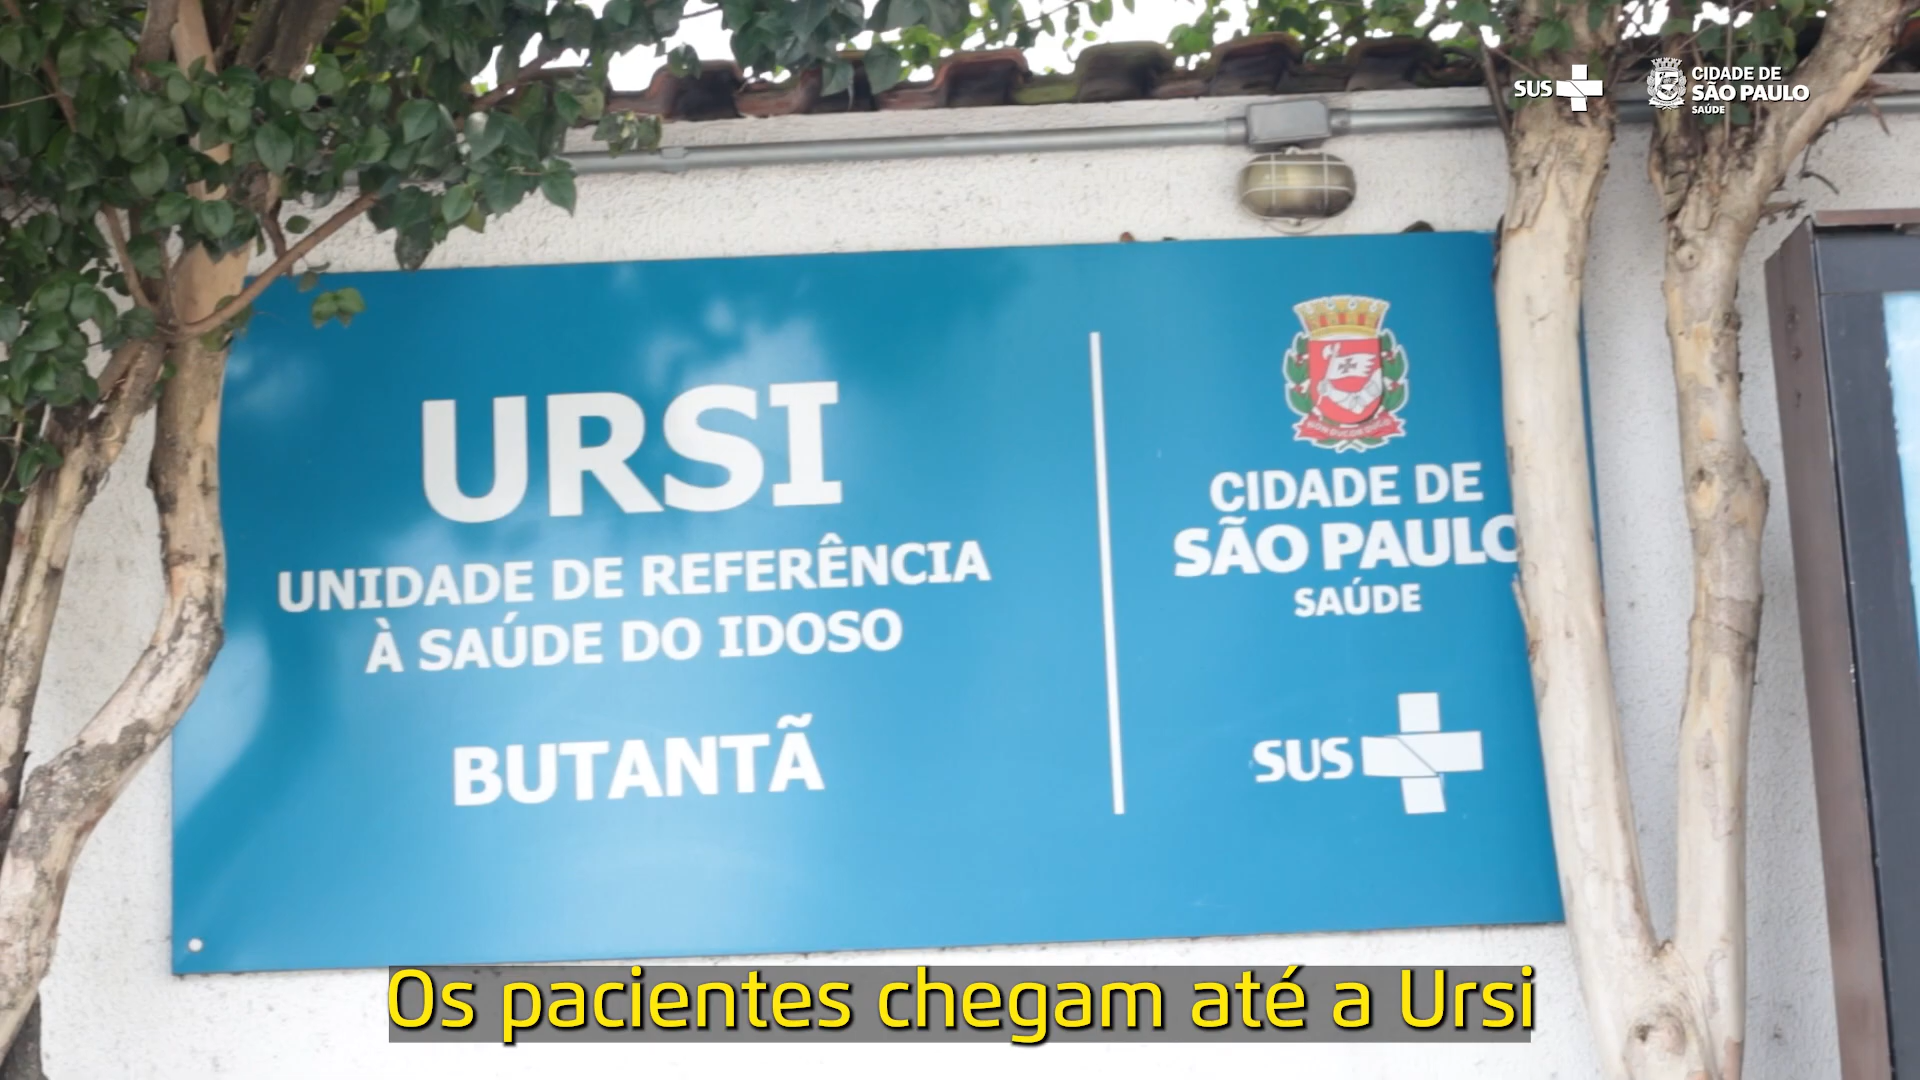 SUS
CIDADE DE
SÃO PAULO
SAÚDE
URSI
UNIDADE DE REFERÊNCIA
À SAÚDE DO IDOSO
BUTANTÃ
CIDADE DE
SÃO PAULO
SAÚDE
SUS
Os pacientes chegam até a Ursi